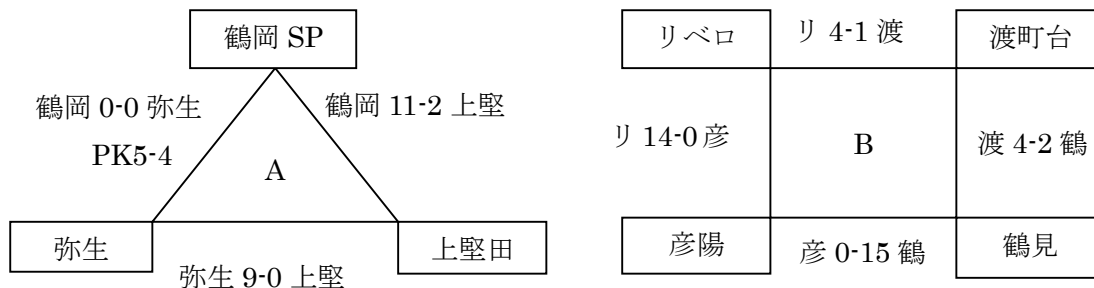 鶴岡 SP
鶴岡 0-0 弥生
PK5-4
鶴岡 11-2 上堅
A
弥生
上堅田
弥生 9-0 上堅
リベロ
リ 4-1 渡
渡町台
リ 14-0 彦
B
渡 4-2 鶴
彦陽
彦 0-15 鶴
鶴見